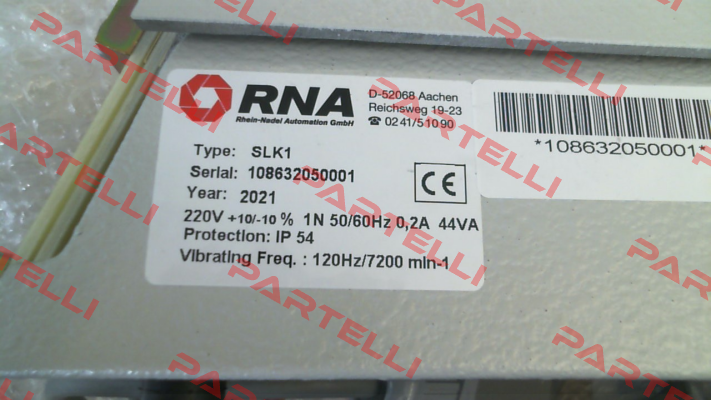 RNA
Rhein-Nadel Automation GmbH
D-52068 Aachen
Reichsweg 19-23
☎ 0241/51090
Type: SLK1
Serial: 108632050001
Year: 2021
CE
220V +10/-10 % 1N 50/60Hz 0,2A 44VA
Protection: IP 54
Vibrating Freq. : 120Hz/7200 min-1
*108632050001*
PARTELLI
PARTELLI
PARTELLI
PARTELLI
PARTELLI
PARTELLI
PARTELLI